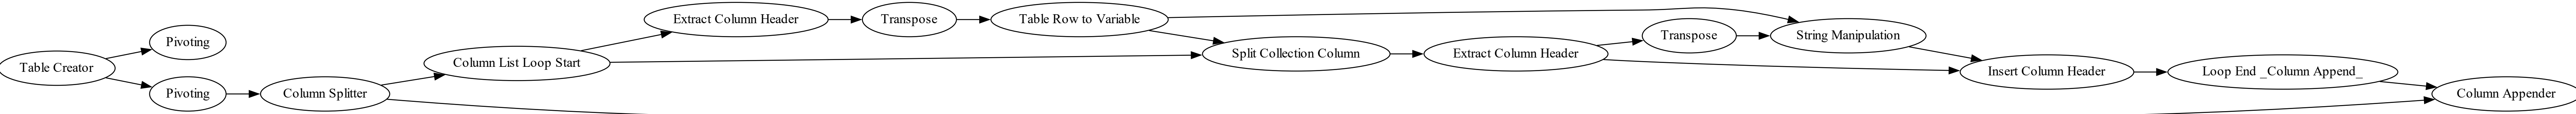 Table Creator
Pivoting
Pivoting
Column Splitter
Column List Loop Start
Extract Column Header
Transpose
Table Row to Variable
Split Collection Column
Extract Column Header
Transpose
String Manipulation
Insert Column Header
Loop End _Column Append_
Column Appender